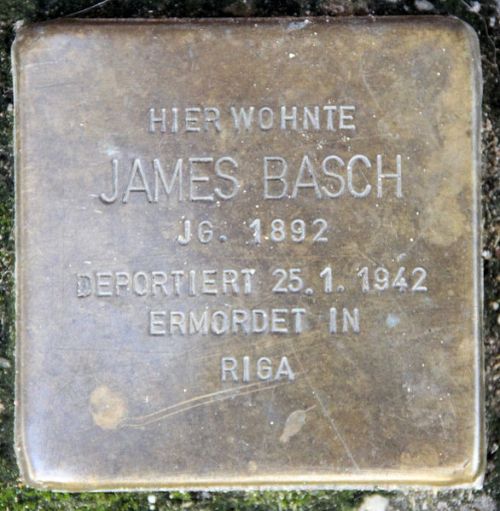 HIER WOHNTE
JAMES BASCH
JG. 1892
DEPORTIERT 25.1.1942
ERMORDET IN
RIGA